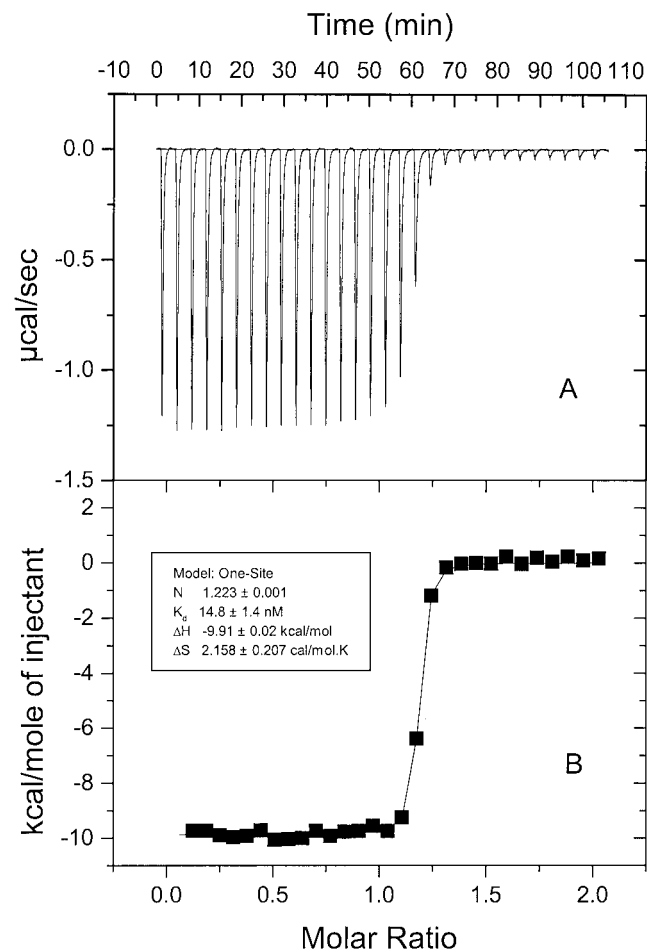 Time (min)
-10 0 10 20 30 40 50 60 70 80 90 100 110
0.0
-0.5
-1.0
-1.5
µcal/sec
A
2
0
-2
-4
-6
-8
-10
kcal/mole of injectant
Model: One-Site
N 1.223 ± 0.001
Kd 14.8 ± 1.4 nM
ΔH -9.91 ± 0.02 kcal/mol
ΔS 2.158 ± 0.207 cal/mol.K
B
0.0 0.5 1.0 1.5 2.0
Molar Ratio